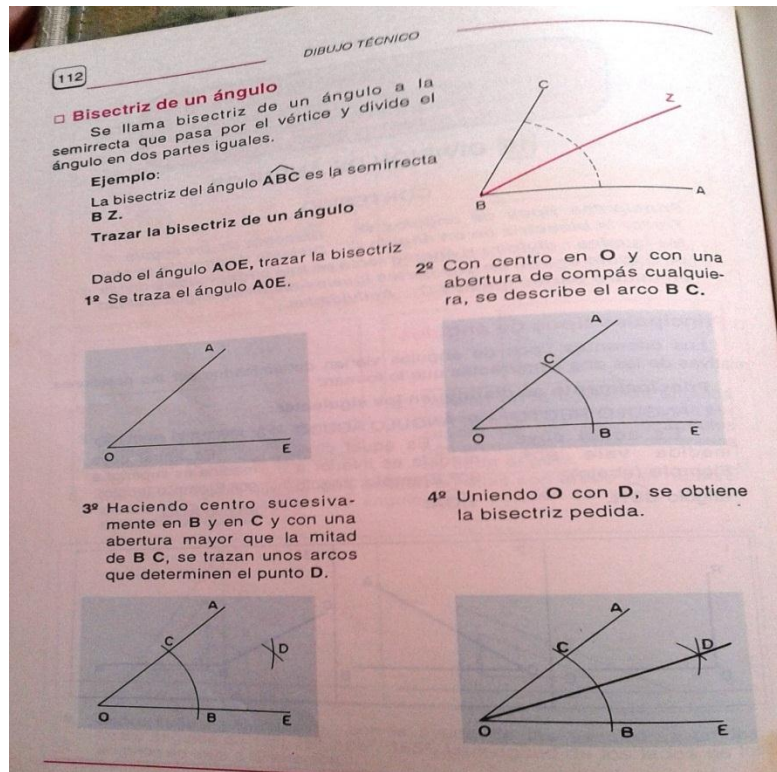 DIBUJO TÉCNICO
112
Bisectriz de un ángulo
Se llama bisectriz de un ángulo a la
semirrecta que pasa por el vértice y divide el
ángulo en dos partes iguales.
Ejemplo:
La bisectriz del ángulo ABC es la semirrecta
B Z.
Trazar la bisectriz de un ángulo
C
Z
A
B
Dado el ángulo AOE, trazar la bisectriz
1º Se traza el ángulo A0E.
A
O
E
2º Con centro en O y con una
abertura de compás cualquie-
ra, se describe el arco B C.
A
C
O
B
E
3º Haciendo centro sucesiva-
mente en B y en C y con una
abertura mayor que la mitad
de B C, se trazan unos arcos
que determinen el punto D.
A
C
D
O
B
E
4º Uniendo O con D, se obtiene
la bisectriz pedida.
A
C
D
O
B
E